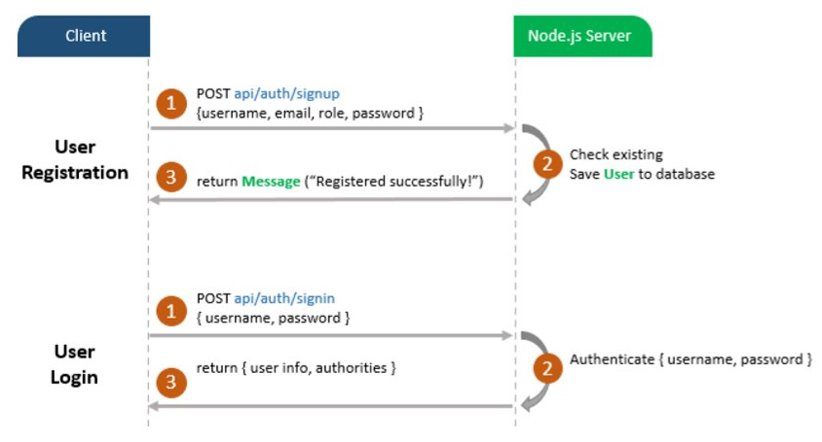 Client
Node.js Server
1
POST api/auth/signup
{username, email, role, password }
User
Registration
2
Check existing
Save User to database
3
return Message (“Registered successfully!”)
1
POST api/auth/signin
{ username, password }
User
Login
2
Authenticate { username, password }
3
return { user info, authorities }